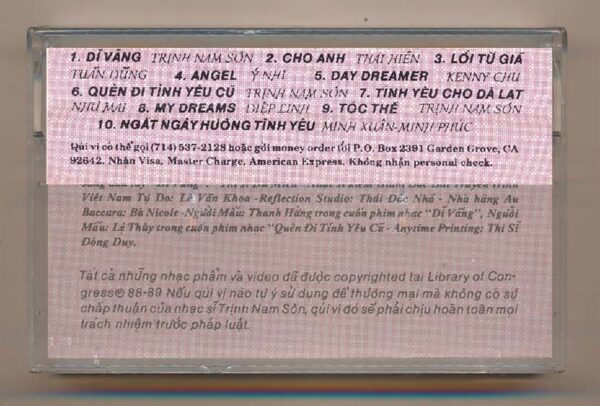 1. DĨ VÃNG TRỊNH NAM SƠN 2. CHO ANH THÁI HIỀN 3. LỐI TỪ GIÃ
TUẤN DŨNG 4. ANGEL Ý NHI 5. DAY DREAMER KENNY CHU
6. QUÊN ĐI TÌNH YÊU CŨ TRỊNH NAM SƠN 7. TÌNH YÊU CHO ĐÀ LẠT
NHƯ MAI 8. MY DREAMS DIỆP LINH 9. TÓC THỀ TRỊNH NAM SƠN
10. NGẤT NGÂY HƯƠNG TÌNH YÊU MINH XUÂN-MINH PHÚC
Quí vị có thể gọi (714) 537-2128 hoặc gởi money order tới P.O. Box 2391 Garden Grove, CA
92642. Nhận Visa, Master Charge, American Express. Không nhận personal check.
Việt Nam Tự Do: Lê Văn Khoa -Reflection Studio: Thái Đắc Nhã - Nhà hàng Au
Baccara: Bà Nicole-Người Mẫu: Thanh Hằng trong cuốn phim nhạc "Dĩ Vãng", Người
Mẫu: Lệ Thủy trong cuốn phim nhạc "Quên Đi Tình Yêu Cũ - Anytime Printing: Thi Sĩ
Đông Duy.
Tất cả những nhạc phẩm và video đã được copyrighted tại Library of Con-
gress© 88-89 Nếu qúi vị nào tự ý sử dụng để thương mại mà không có sự
chấp thuận của nhạc sĩ Trịnh Nam Sơn, qúi vị đó sẽ phải chịu hoàn toàn mọi
trách nhiệm trước pháp luật.